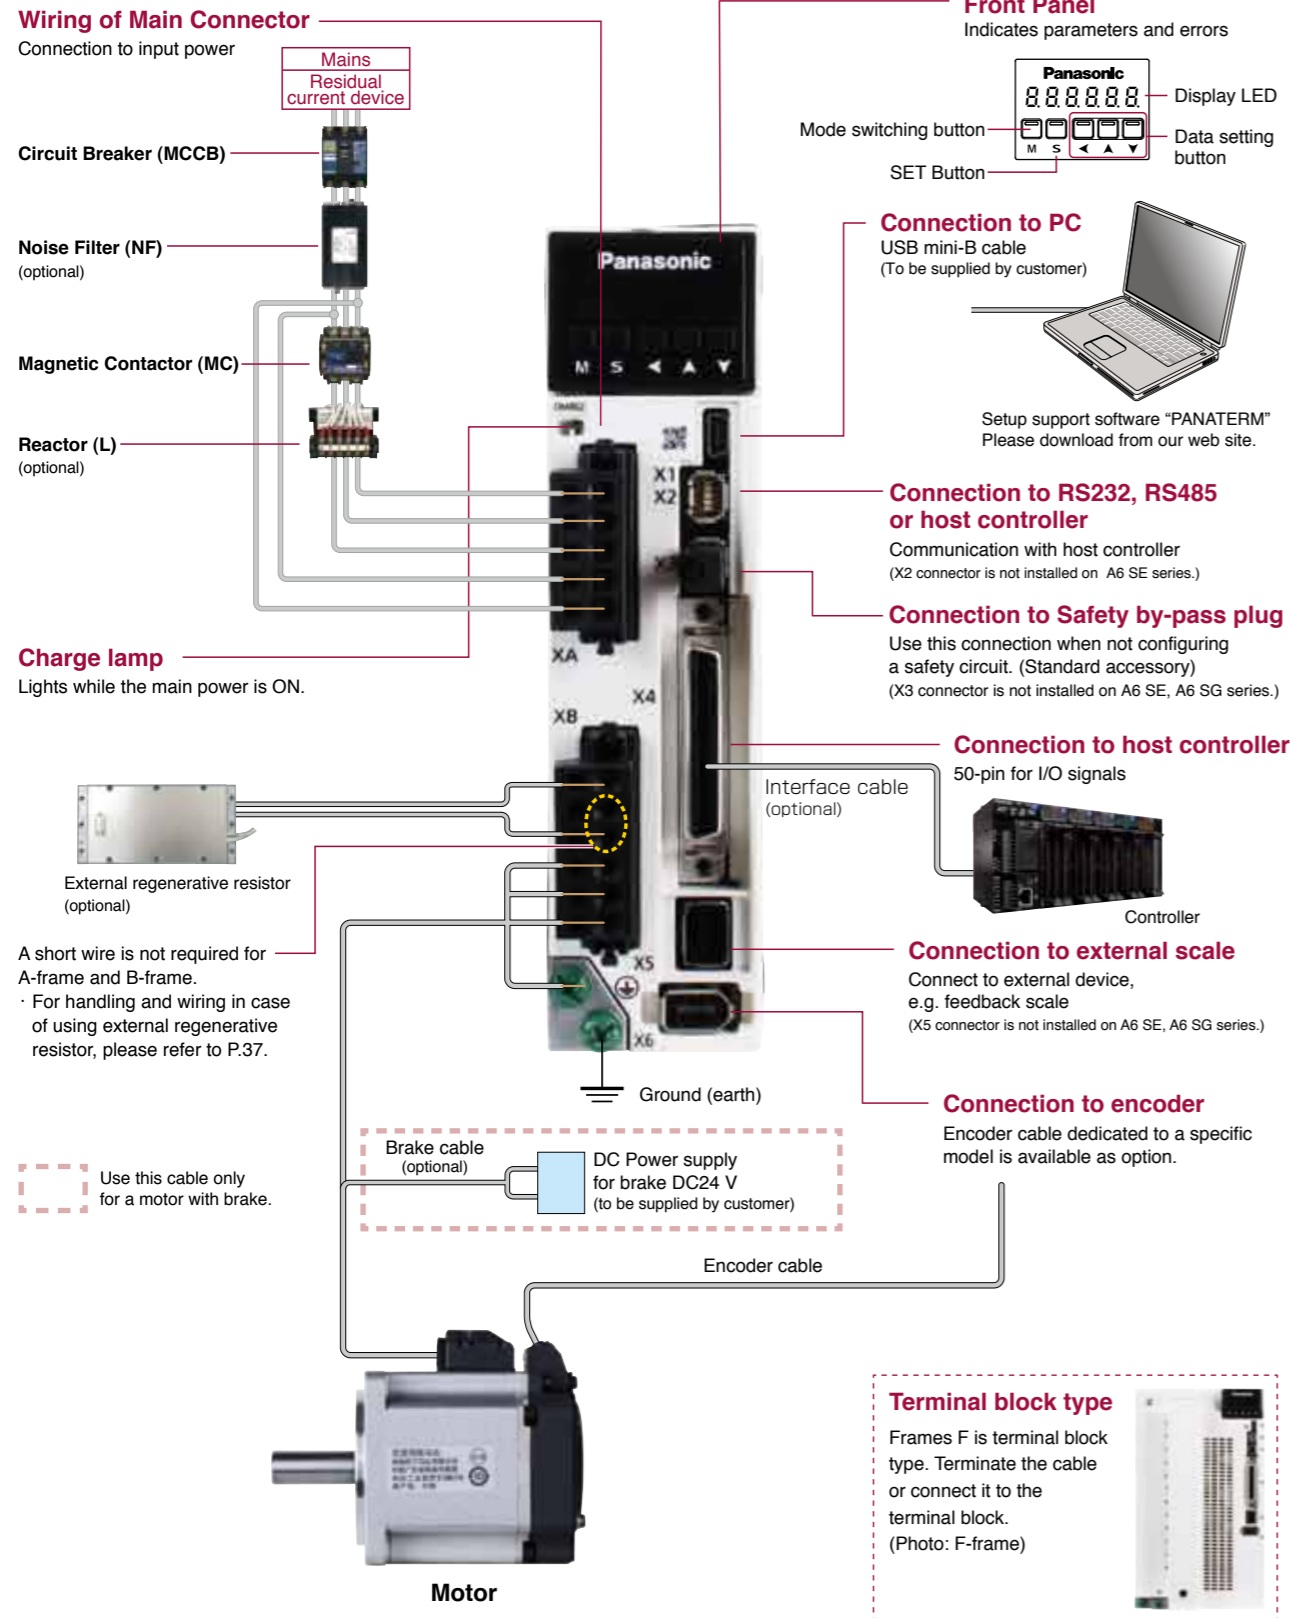 Wiring of Main Connector
Connection to input power
Mains
Residual
current device
Circuit Breaker (MCCB)
Noise Filter (NF)
(optional)
Magnetic Contactor (MC)
Reactor (L)
(optional)
Charge lamp
Lights while the main power is ON.
External regenerative resistor
(optional)
A short wire is not required for
A-frame and B-frame.
· For handling and wiring in case
of using external regenerative
resistor, please refer to P.37.
Use this cable only
for a motor with brake.
Panasonic
M S
CHARGE
X1
X2
XA
X4
XB
X5
X6
Front Panel
Indicates parameters and errors
Panasonic
8.8.8.8.8.8.
Display LED
Mode switching button
M S
Data setting
button
SET Button
Connection to PC
USB mini-B cable
(To be supplied by customer)
Setup support software “PANATERM”
Please download from our web site.
Connection to RS232, RS485
or host controller
Communication with host controller
(X2 connector is not installed on A6 SE series.)
Connection to Safety by-pass plug
Use this connection when not configuring
a safety circuit. (Standard accessory)
(X3 connector is not installed on A6 SE, A6 SG series.)
Connection to host controller
50-pin for I/O signals
Interface cable
(optional)
Controller
Connection to external scale
Connect to external device,
e.g. feedback scale
(X5 connector is not installed on A6 SE, A6 SG series.)
Ground (earth)
Connection to encoder
Encoder cable dedicated to a specific
model is available as option.
Brake cable
(optional)
DC Power supply
for brake DC24 V
(to be supplied by customer)
Encoder cable
Motor
Terminal block type
Frames F is terminal block
type. Terminate the cable
or connect it to the
terminal block.
(Photo: F-frame)
Panasonic